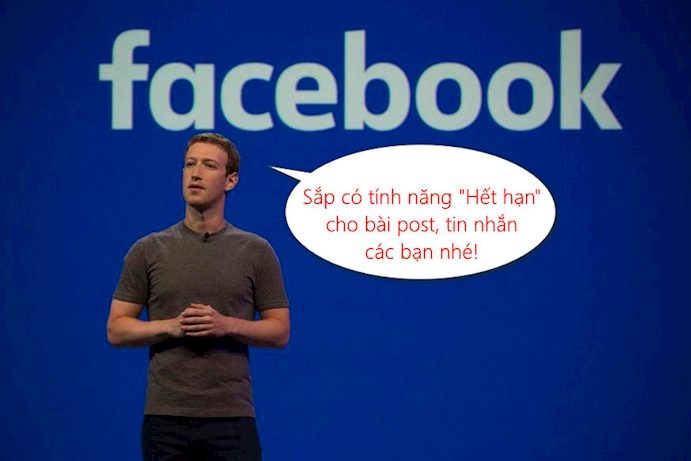 facebook
Sắp có tính năng "Hết hạn"
cho bài post, tin nhắn
các bạn nhé!